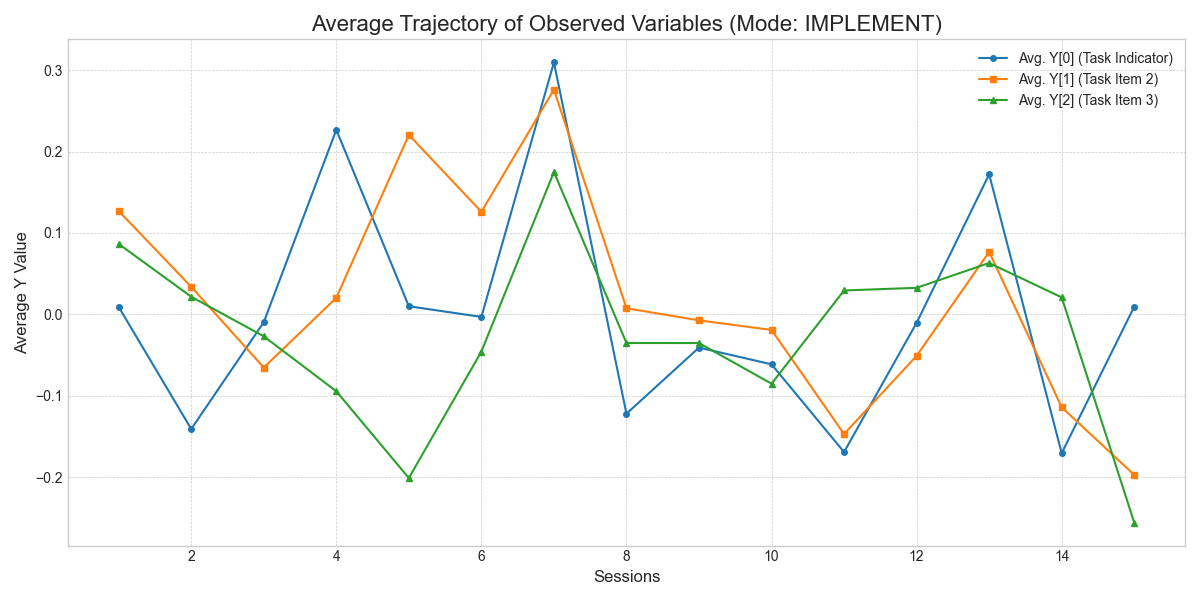 Average Trajectory of Observed Variables (Mode: IMPLEMENT)
Avg. Y[0] (Task Indicator)
Avg. Y[1] (Task Item 2)
Avg. Y[2] (Task Item 3)
Average Y Value
0.3
0.2
0.1
0.0
−0.1
−0.2
2
4
6
8
10
12
14
Sessions